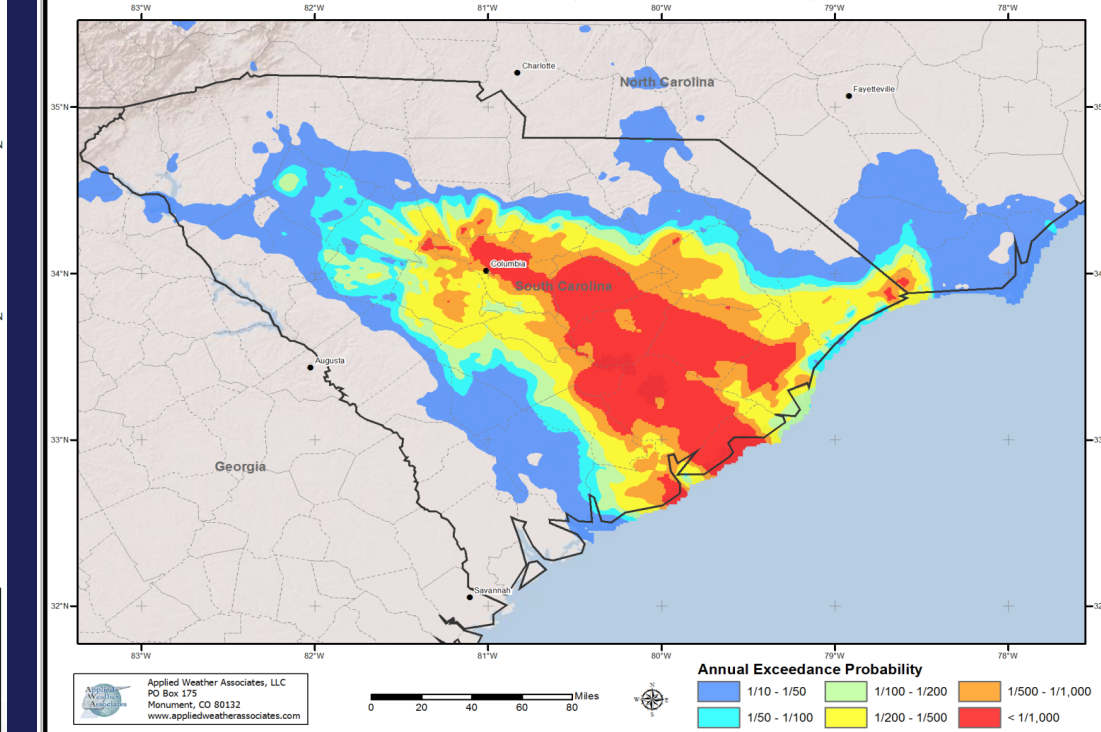 83°W 82°W 81°W 80°W 79°W 78°W
Charlotte
North Carolina
Fayetteville
35°N
34°N
Columbia
South Carolina
Augusta
33°N
Georgia
Savannah
32°N
83°W 82°W 81°W 80°W 79°W 78°W
Applied Weather Associates
Applied Weather Associates, LLC
PO Box 175
Monument, CO 80132
www.appliedweatherassociates.com
Miles
0 20 40 60 80
N
W E
S
Annual Exceedance Probability
1/10 - 1/50 1/100 - 1/200 1/500 - 1/1,000
1/50 - 1/100 1/200 - 1/500 < 1/1,000